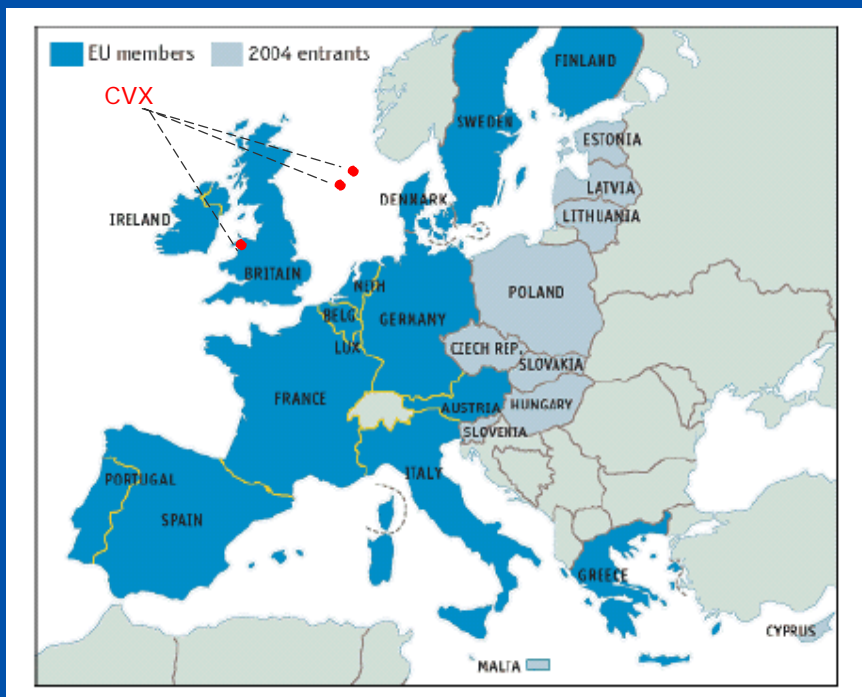 EU members
2004 entrants
CVX
FINLAND
SWEDEN
ESTONIA
LATVIA
LITHUANIA
DENMARK
IRELAND
BRITAIN
NETH
BELG
LUX
GERMANY
POLAND
CZECH REP.
SLOVAKIA
FRANCE
AUSTRIA
HUNGARY
SLOVENIA
ITALY
PORTUGAL
SPAIN
GREECE
CYPRUS
MALTA